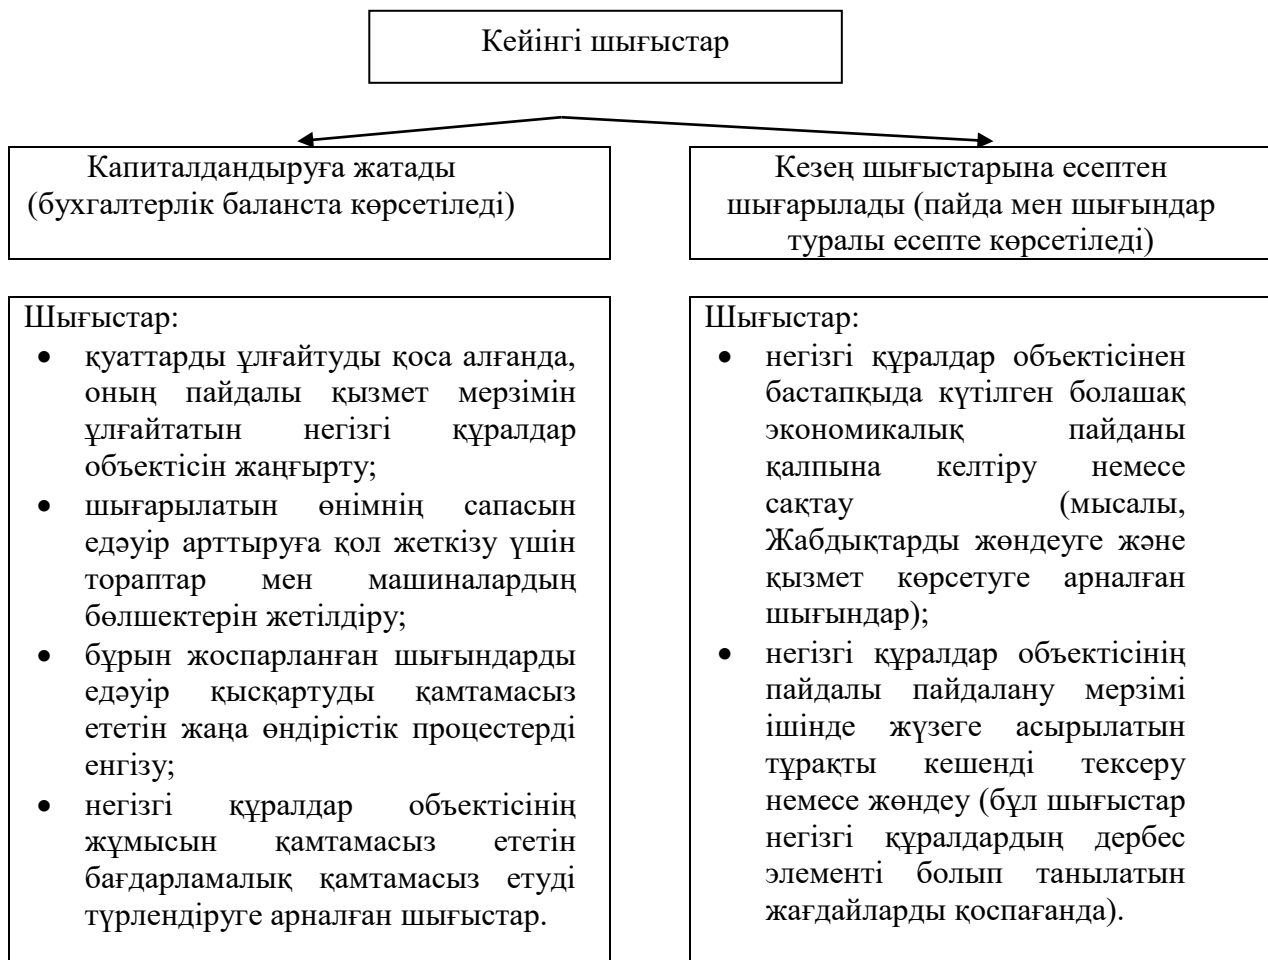 Кейінгі шығыстар
Капиталдандыруға жатады
(бухгалтерлік баланста көрсетіледі)
Кезең шығыстарына есептен
шығарылады (пайда мен шығындар
туралы есепте көрсетіледі)
Шығыстар:
• қуаттарды ұлғайтуды қоса алғанда,
оның пайдалы қызмет мерзімін
ұлғайтатын негізгі құралдар
объектісін жаңғырту;
• шығарылатын өнімнің сапасын
едәуір арттыруға қол жеткізу үшін
тораптар мен машиналардың
бөлшектерін жетілдіру;
• бұрын жоспарланған шығындарды
едәуір қысқартуды қамтамасыз
ететін жаңа өндірістік процестерді
енгізу;
• негізгі құралдар объектісінің
жұмысын қамтамасыз ететін
бағдарламалық қамтамасыз етуді
түрлендіруге арналған шығыстар.
Шығыстар:
• негізгі құралдар объектісінен
бастапқыда күтілген болашақ
экономикалық пайданы
қалпына келтіру немесе
сақтау (мысалы,
Жабдықтарды жөндеуге және
қызмет көрсетуге арналған
шығындар);
• негізгі құралдар объектісінің
пайдалы пайдалану мерзімі
ішінде жүзеге асырылатын
тұрақты кешенді тексеру
немесе жөндеу (бұл шығыстар
негізгі құралдардың дербес
элементі болып танылатын
жағдайларды қоспағанда).